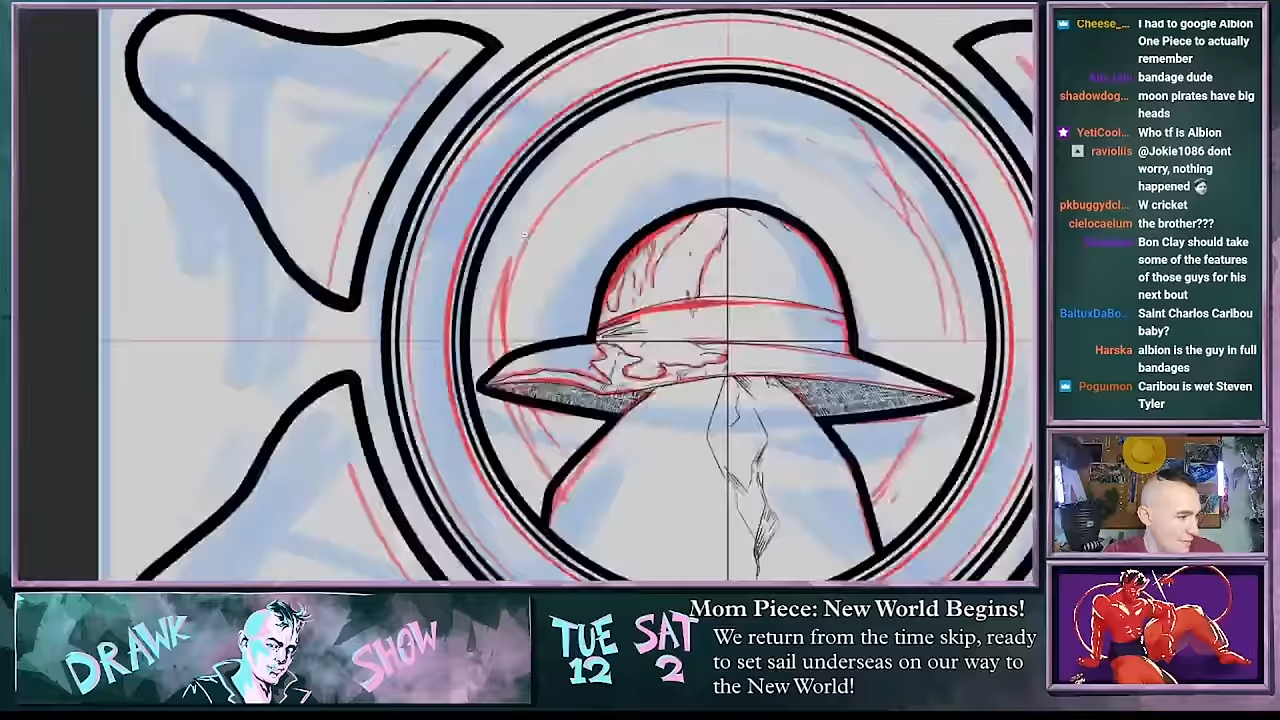 Cheese_... I had to google Albion
One Piece to actually
remember
bandage dude
shadowdog... moon pirates have big
heads
YetiCool... Who tf is Albion
ravioliis @Jokie1086 dont
worry, nothing
happened
pkbuggydcl... W cricket
cielocaelum the brother???
Bon Clay should take
some of the features
of those guys for his
next bout
BaltuxDaBo... Saint Charlos Caribou
baby?
Harska albion is the guy in full
bandages
Poguimon Caribou is wet Steven
Tyler
DRAWK SHOW
TUE 12
SAT 2
Mom Piece: New World Begins!
We return from the time skip, ready
to set sail underseas on our way to
the New World!